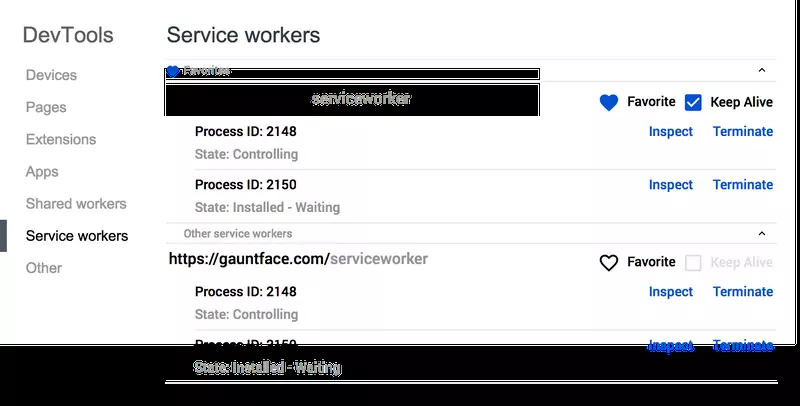 DevTools
Service workers
Devices
Pages
Extensions
Apps
Shared workers
Service workers
Other
Favorites
serviceworker
Favorite
Keep Alive
Process ID: 2148
Inspect
Terminate
State: Controlling
Process ID: 2150
Inspect
Terminate
State: Installed - Waiting
Other service workers
https://gauntface.com/serviceworker
Favorite
Keep Alive
Process ID: 2148
Inspect
Terminate
State: Controlling
Process ID: 2150
Inspect
Terminate
State: Installed - Waiting